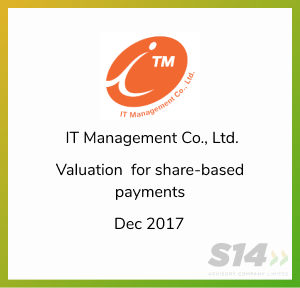 TM
IT Management Co., Ltd.
IT Management Co., Ltd.
Valuation for share-based
payments
Dec 2017
S14
ADVISORY COMPANY LIMITED